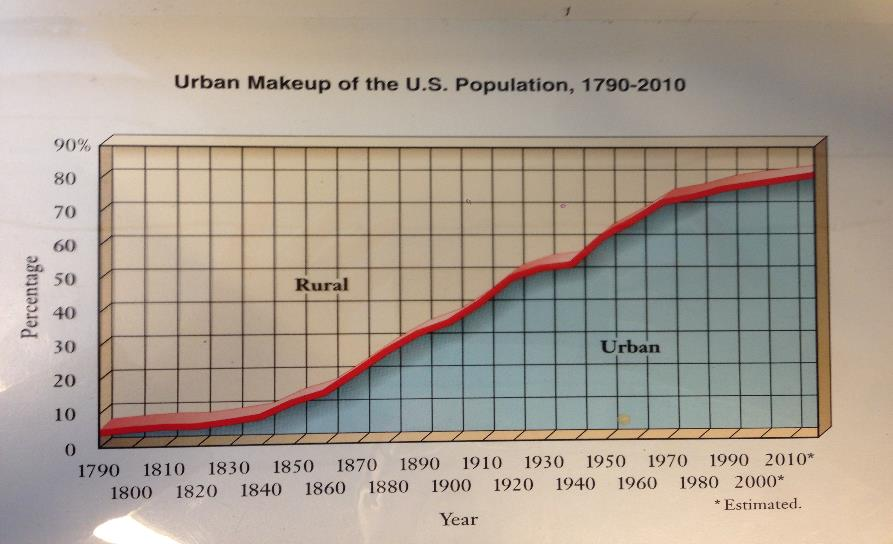 Urban Makeup of the U.S. Population, 1790-2010
90%
80
70
60
50
40
30
20
10
0
Percentage
Rural
Urban
1790 1810 1830 1850 1870 1890 1910 1930 1950 1970 1990 2010*
1800 1820 1840 1860 1880 1900 1920 1940 1960 1980 2000*
* Estimated.
Year